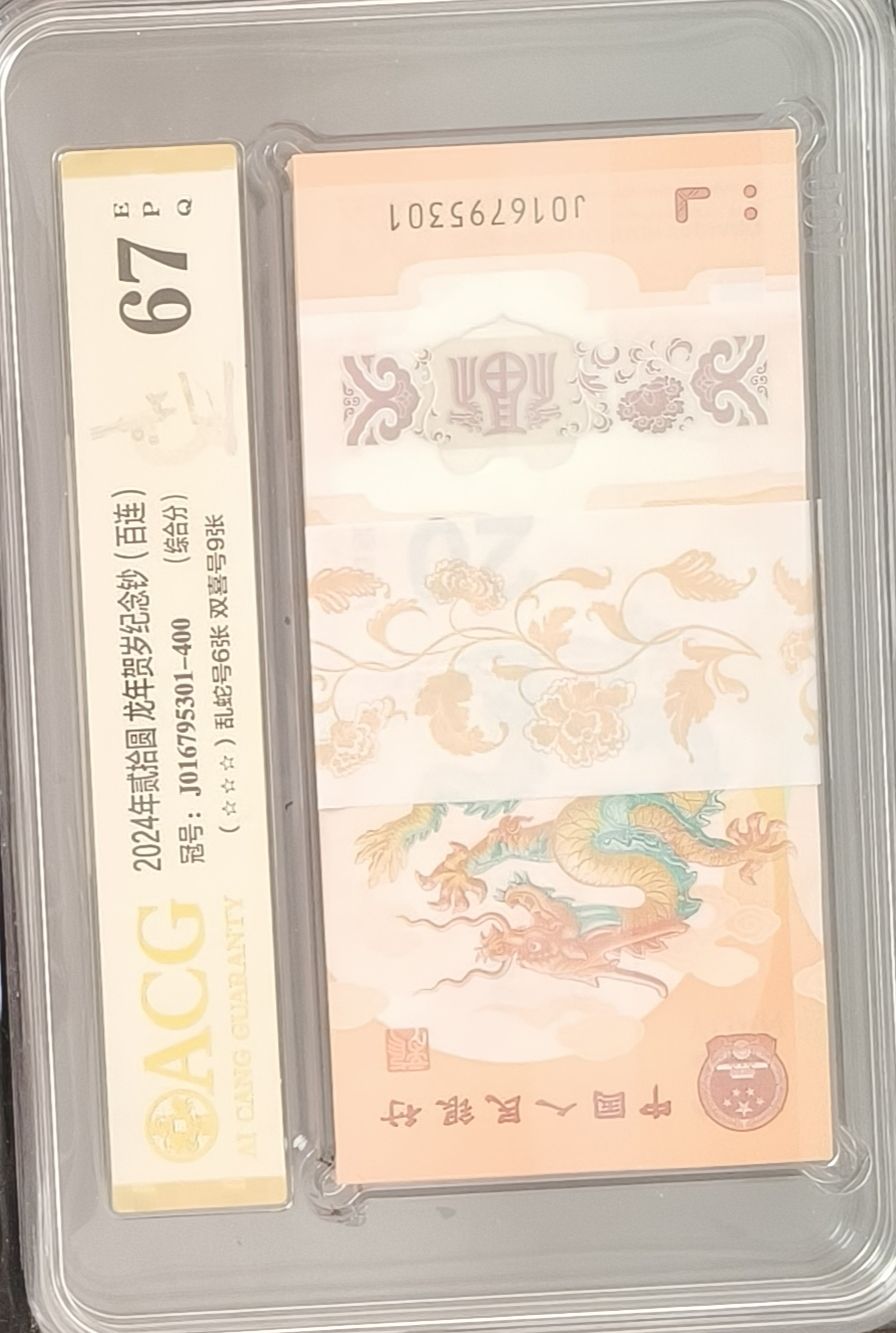 ACG
AI CANG GUARANTY
2024年贰拾圆 龙年贺岁纪念钞 (百连)
冠号: J016795301-400 (综合分)
(☆☆☆) 乱蛇号6张 双喜号9张
67
E
P
Q
中国人民银行
20
J016795301